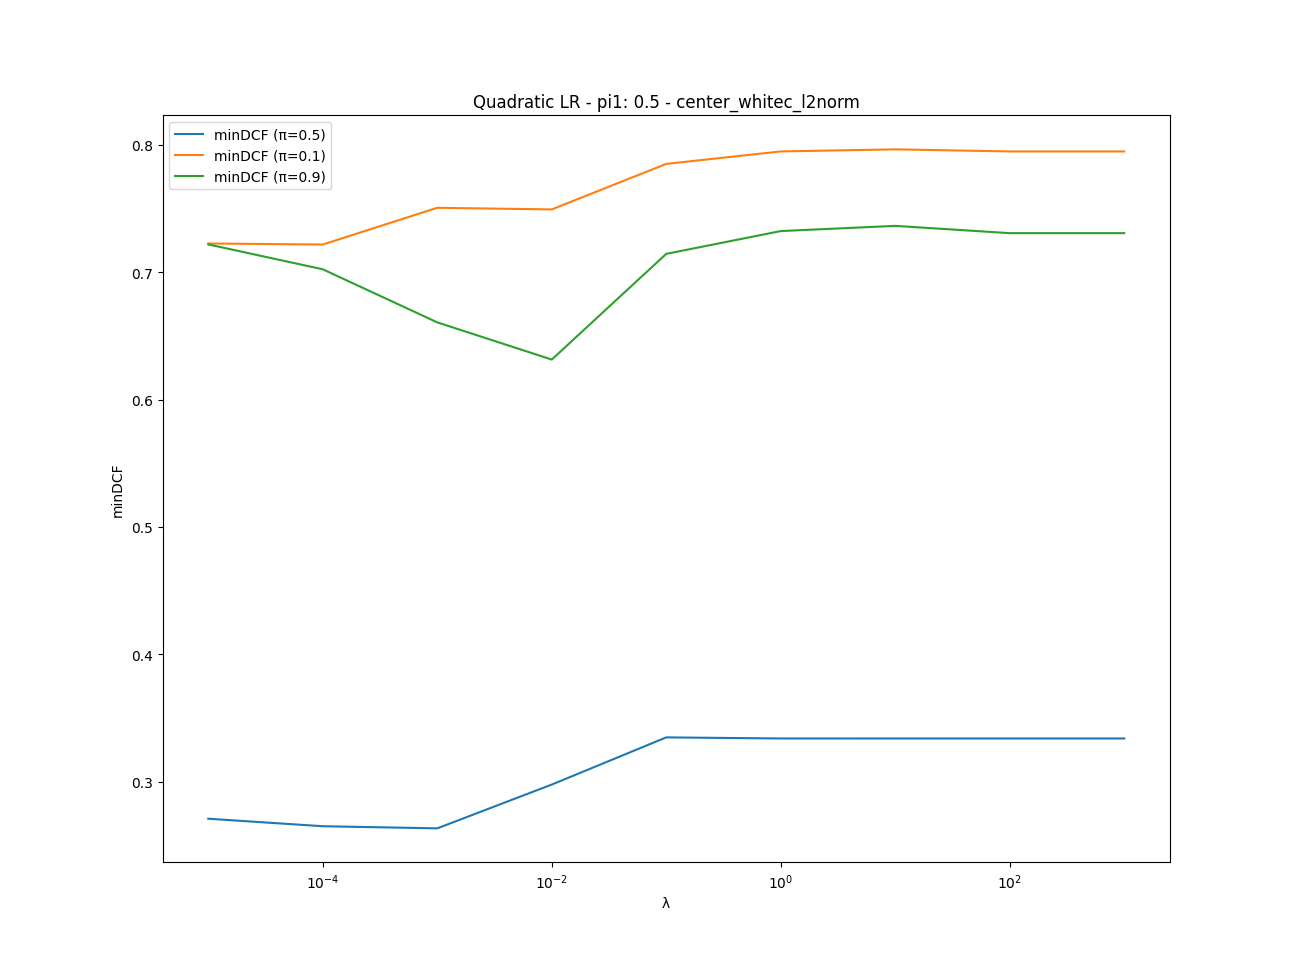 Quadratic LR - pi1: 0.5 - center_whitec_l2norm
minDCF (π=0.5)
minDCF (π=0.1)
minDCF (π=0.9)
0.8
0.7
0.6
0.5
0.4
0.3
minDCF
10⁻⁴
10⁻²
10⁰
10²
λ